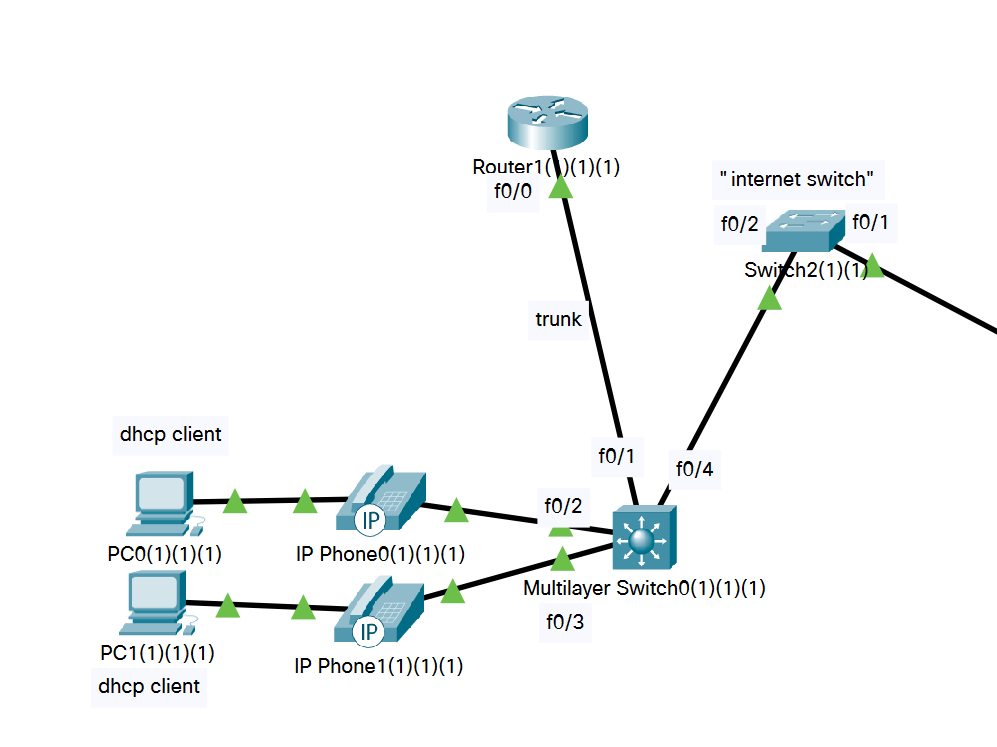 Router1(1)(1)(1)
f0/0
"internet switch"
f0/2
f0/1
Switch2(1)(1)
trunk
f0/1
f0/4
dhcp client
f0/2
PC0(1)(1)(1)
IP Phone0(1)(1)(1)
IP
Multilayer Switch0(1)(1)(1)
f0/3
PC1(1)(1)(1)
IP Phone1(1)(1)(1)
IP
dhcp client